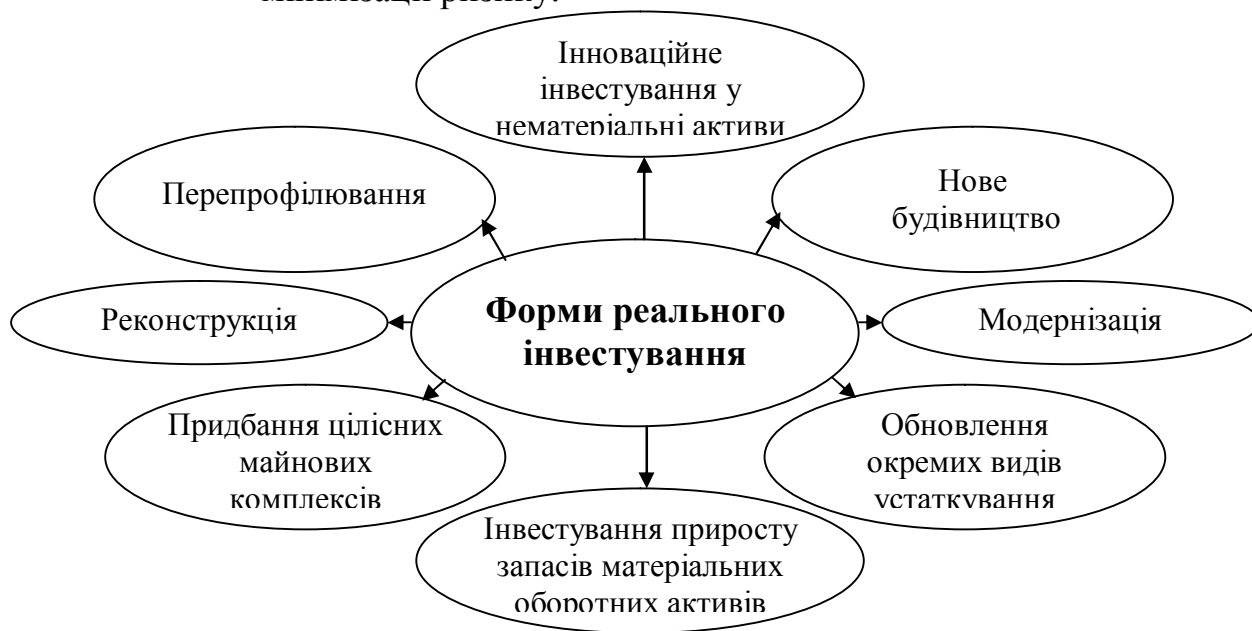 Інноваційне
інвестування у
нематеріальні активи
Перепрофілювання
Нове
будівництво
Форми реального
інвестування
Реконструкція
Модернізація
Придбання цілісних
майнових
комплексів
Обновлення
окремих видів
устаткування
Інвестування приросту
запасів матеріальних
оборотних активів